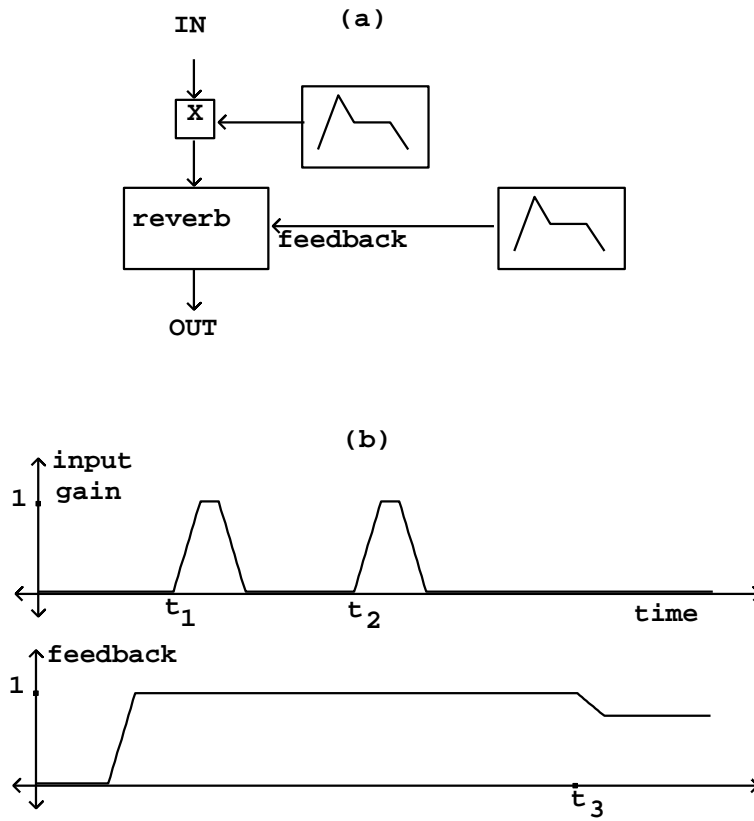 (a)
IN
X
reverb
feedback
OUT
(b)
input
gain
1
t1
t2
time
feedback
1
t3